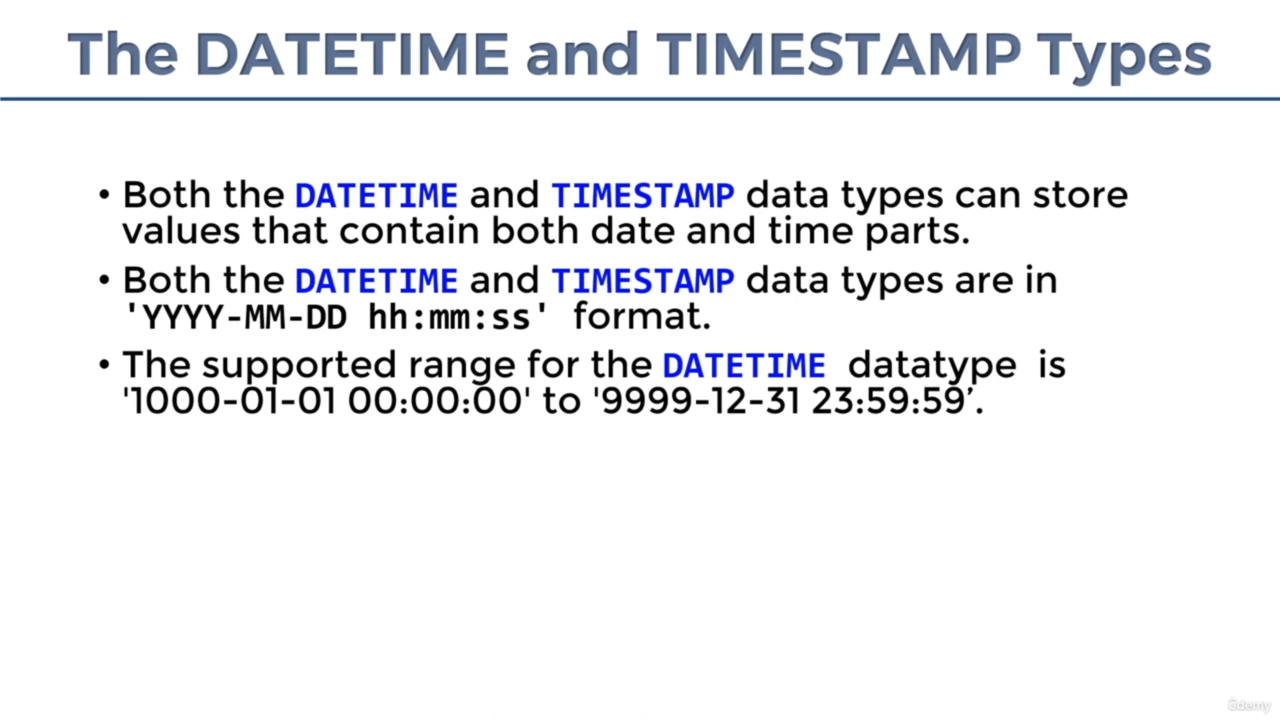 The DATETIME and TIMESTAMP Types
• Both the DATETIME and TIMESTAMP data types can store
values that contain both date and time parts.
• Both the DATETIME and TIMESTAMP data types are in
'YYYY-MM-DD hh:mm:ss' format.
• The supported range for the DATETIME datatype is
'1000-01-01 00:00:00' to '9999-12-31 23:59:59’.
ûdemy